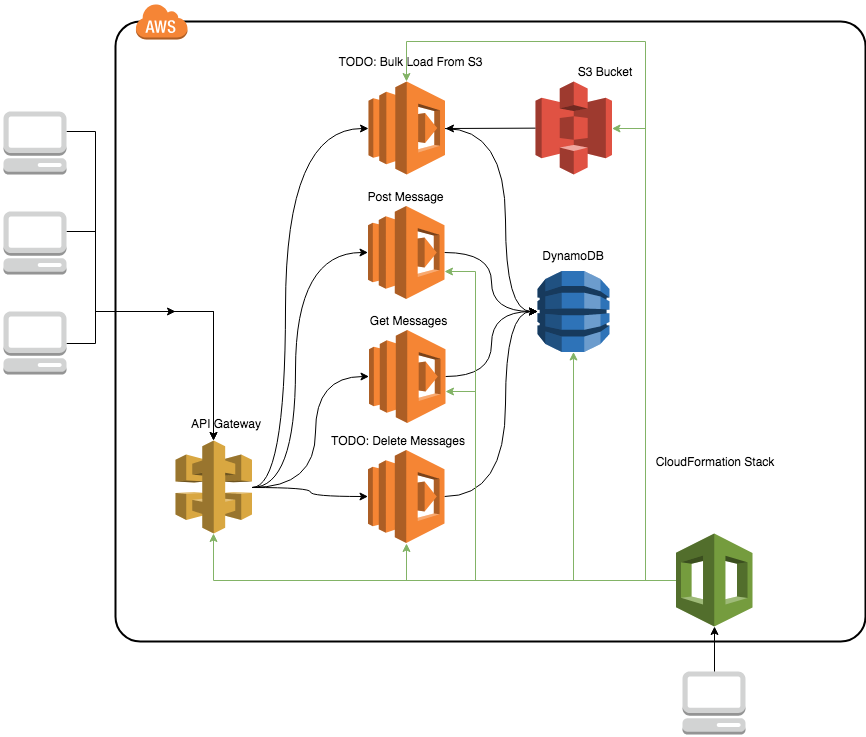 AWS
TODO: Bulk Load From S3
S3 Bucket
Post Message
DynamoDB
Get Messages
API Gateway
TODO: Delete Messages
CloudFormation Stack